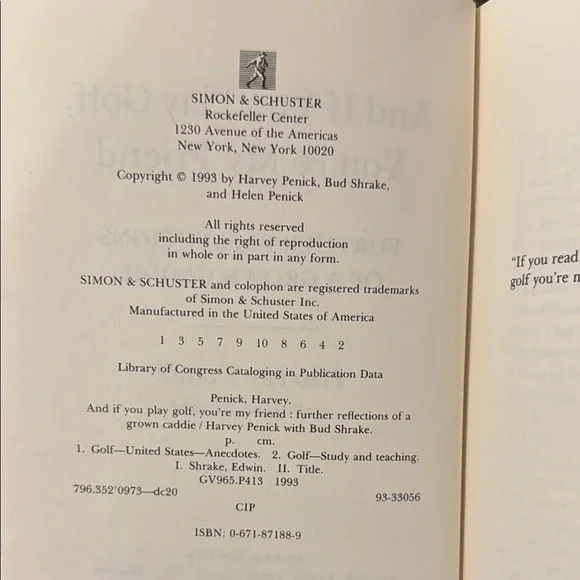 SIMON & SCHUSTER
Rockefeller Center
1230 Avenue of the Americas
New York, New York 10020
Copyright © 1993 by Harvey Penick, Bud Shrake,
and Helen Penick
All rights reserved
including the right of reproduction
in whole or in part in any form.
SIMON & SCHUSTER and colophon are registered trademarks
of Simon & Schuster Inc.
Manufactured in the United States of America
1 3 5 7 9 10 8 6 4 2
Library of Congress Cataloging in Publication Data
Penick, Harvey.
And if you play golf, you're my friend : further reflections of a
grown caddie / Harvey Penick with Bud Shrake.
p. cm.
1. Golf—United States—Anecdotes. 2. Golf—Study and teaching.
I. Shrake, Edwin. II. Title.
GV965.P413 1993
796.352'0973—dc20 93-33056
CIP
ISBN: 0-671-87188-9
"If you read
golf you're